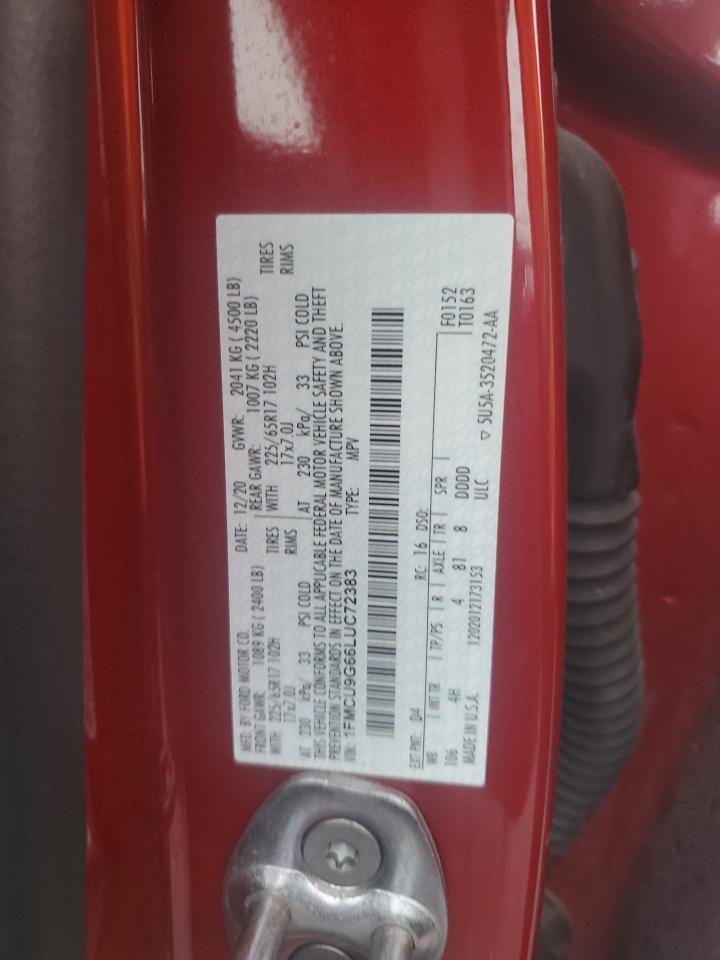 MFD. BY FORD MOTOR CO. DATE: 12/20 GVWR: 2041 KG ( 4500 LB)
FRONT GAWR: 1089 KG ( 2400 LB) REAR GAWR: 1007 KG ( 2220 LB)
WITH 225/65R17 102H TIRES WITH 225/65R17 102H TIRES
17x7.0J RIMS 17x7.0J RIMS
AT 230 kPa/ 33 PSI COLD AT 230 kPa/ 33 PSI COLD
THIS VEHICLE CONFORMS TO ALL APPLICABLE FEDERAL MOTOR VEHICLE SAFETY AND THEFT
PREVENTION STANDARDS IN EFFECT ON THE DATE OF MANUFACTURE SHOWN ABOVE.
VIN: 1FMCU9G66LUC72383 TYPE: MPV
EXT PNT: D4 RC: 16 DSO: F0152
WB INT TR TP/PS R AXLE TR SPR T0163
106 4H 4 81 8 DDDD
MADE IN U.S.A. 1202012173153 ULC ▽ 5U5A-3520472-AA